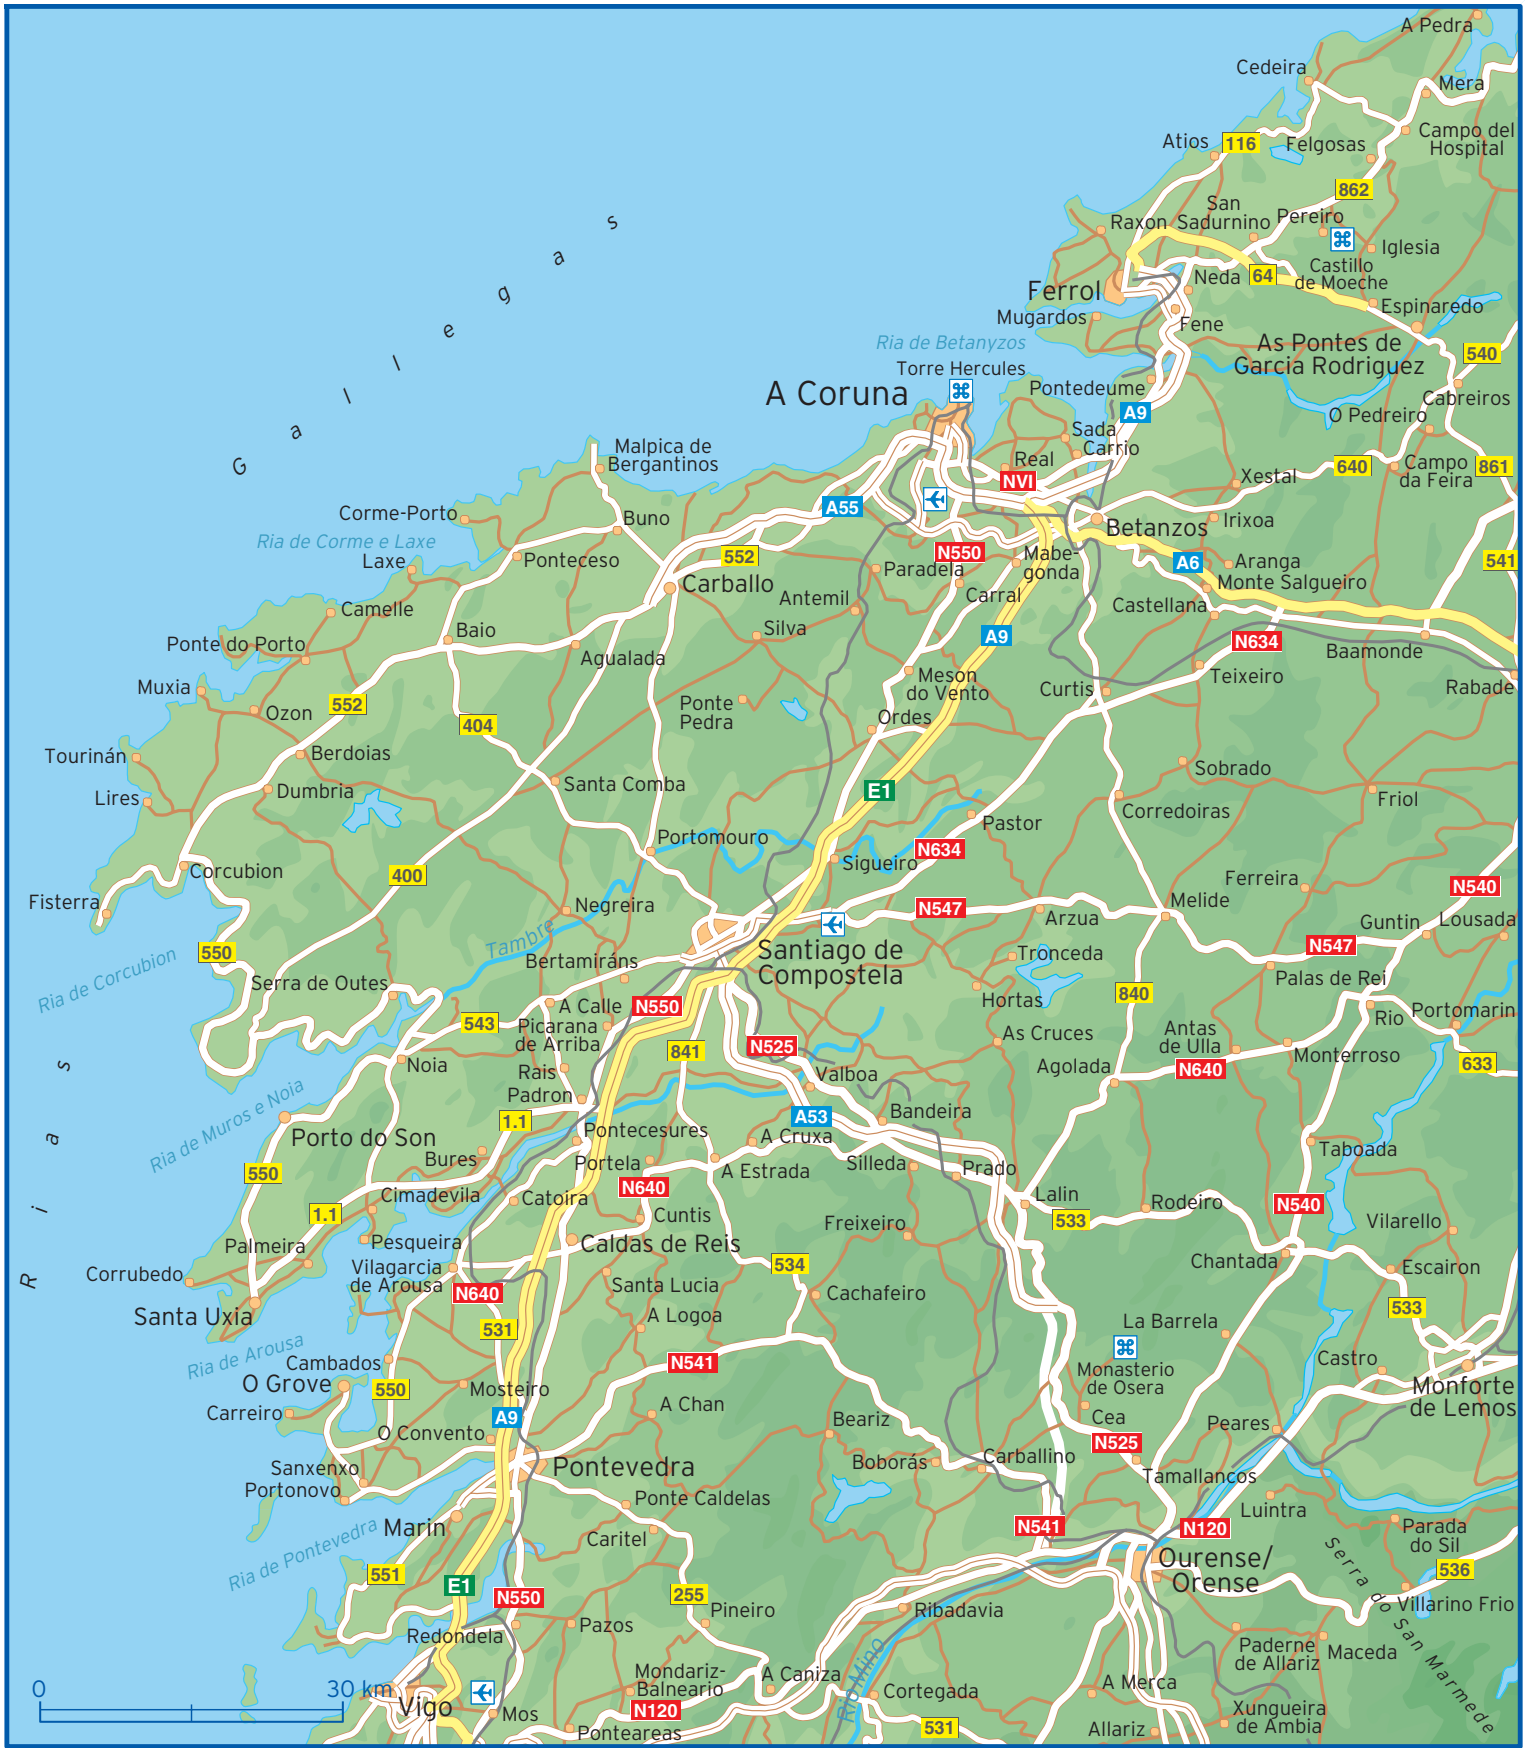 A Pedra
Cedeira
Mera
Campo del
Hospital
Atios
116
Felgosas
862
San
Sadurnino
Pereiro
Raxon
Iglesia
Castillo
de Moeche
64
Neda
Ferrol
Espinaredo
Mugardos
Fene
Ria de Betanyzos
As Pontes de
Garcia Rodriguez
540
Torre Hercules
A Coruna
Pontedeume
Cabreiros
A9
O Pedreiro
Sada
Carrio
Malpica de
Bergantinos
Real
640
Campo
da Feira
861
NVI
Xestal
A55
Corme-Porto
Buno
Betanzos
Irixoa
Ria de Corme e Laxe
Ponteceso
552
N550
Mabe-
gonda
A6
Aranga
541
Laxe
Paradela
Monte Salgueiro
Carballo
Antemil
Carral
Castellana
Camelle
Silva
A9
Baio
N634
Ponte do Porto
Agualada
Baamonde
Muxia
Meson
do Vento
Curtis
Teixeiro
Rabade
552
Ponte
Pedra
Ozon
404
Ordes
Tourinán
Berdoias
Sobrado
Lires
Dumbria
Santa Comba
E1
Friol
Pastor
Corredoiras
Portomouro
N634
Sigueiro
Corcubion
400
Ferreira
N540
Fisterra
Negreira
N547
Arzua
Melide
Guntin
Lousada
Tambre
N547
550
Santiago de
Compostela
Tronceda
Ria de Corcubion
Bertamiráns
Palas de Rei
Serra de Outes
A Calle
N550
Hortas
840
Rio
Portomarin
543
Picarana
de Arriba
As Cruces
Antas
de Ulla
Monterroso
N525
841
633
Noia
Rais
Valboa
Agolada
N640
Padron
Ria de Muros e Noia
1.1
A53
Bandeira
Porto do Son
Pontecesures
A Cruxa
Taboada
Bures
Portela
A Estrada
Silleda
Prado
550
N640
Cimadevila
Catoira
Lalin
Rodeiro
N540
1.1
Cuntis
533
Vilarello
Freixeiro
Palmeira
Pesqueira
Caldas de Reis
Chantada
Corrubedo
Vilagarcia
de Arousa
534
Escairon
Santa Lucia
N640
Cachafeiro
533
Santa Uxia
531
A Logoa
La Barrela
Ria de Arousa
Cambados
N541
Monasterio
de Osera
Castro
O Grove
550
Mosteiro
Monforte
de Lemos
Carreiro
A9
A Chan
Cea
Beariz
Peares
O Convento
N525
Sanxenxo
Pontevedra
Boborás
Carballino
Tamallancos
Portonovo
Ponte Caldelas
Luintra
Marin
N541
N120
Parada
do Sil
Ria de Pontevedra
Caritel
Ourense/
Orense
536
551
E1
N550
255
Serra do San Marmede
Villarino Frio
Pineiro
Ribadavia
Pazos
Redondela
Paderne
de Allariz
Maceda
Rio Mino
Mondariz-
Balneario
A Caniza
A Merca
0
30 km
Cortegada
Vigo
N120
Xungueira
de Ambia
Mos
Ponteareas
531
Allariz
Rias Gallegas